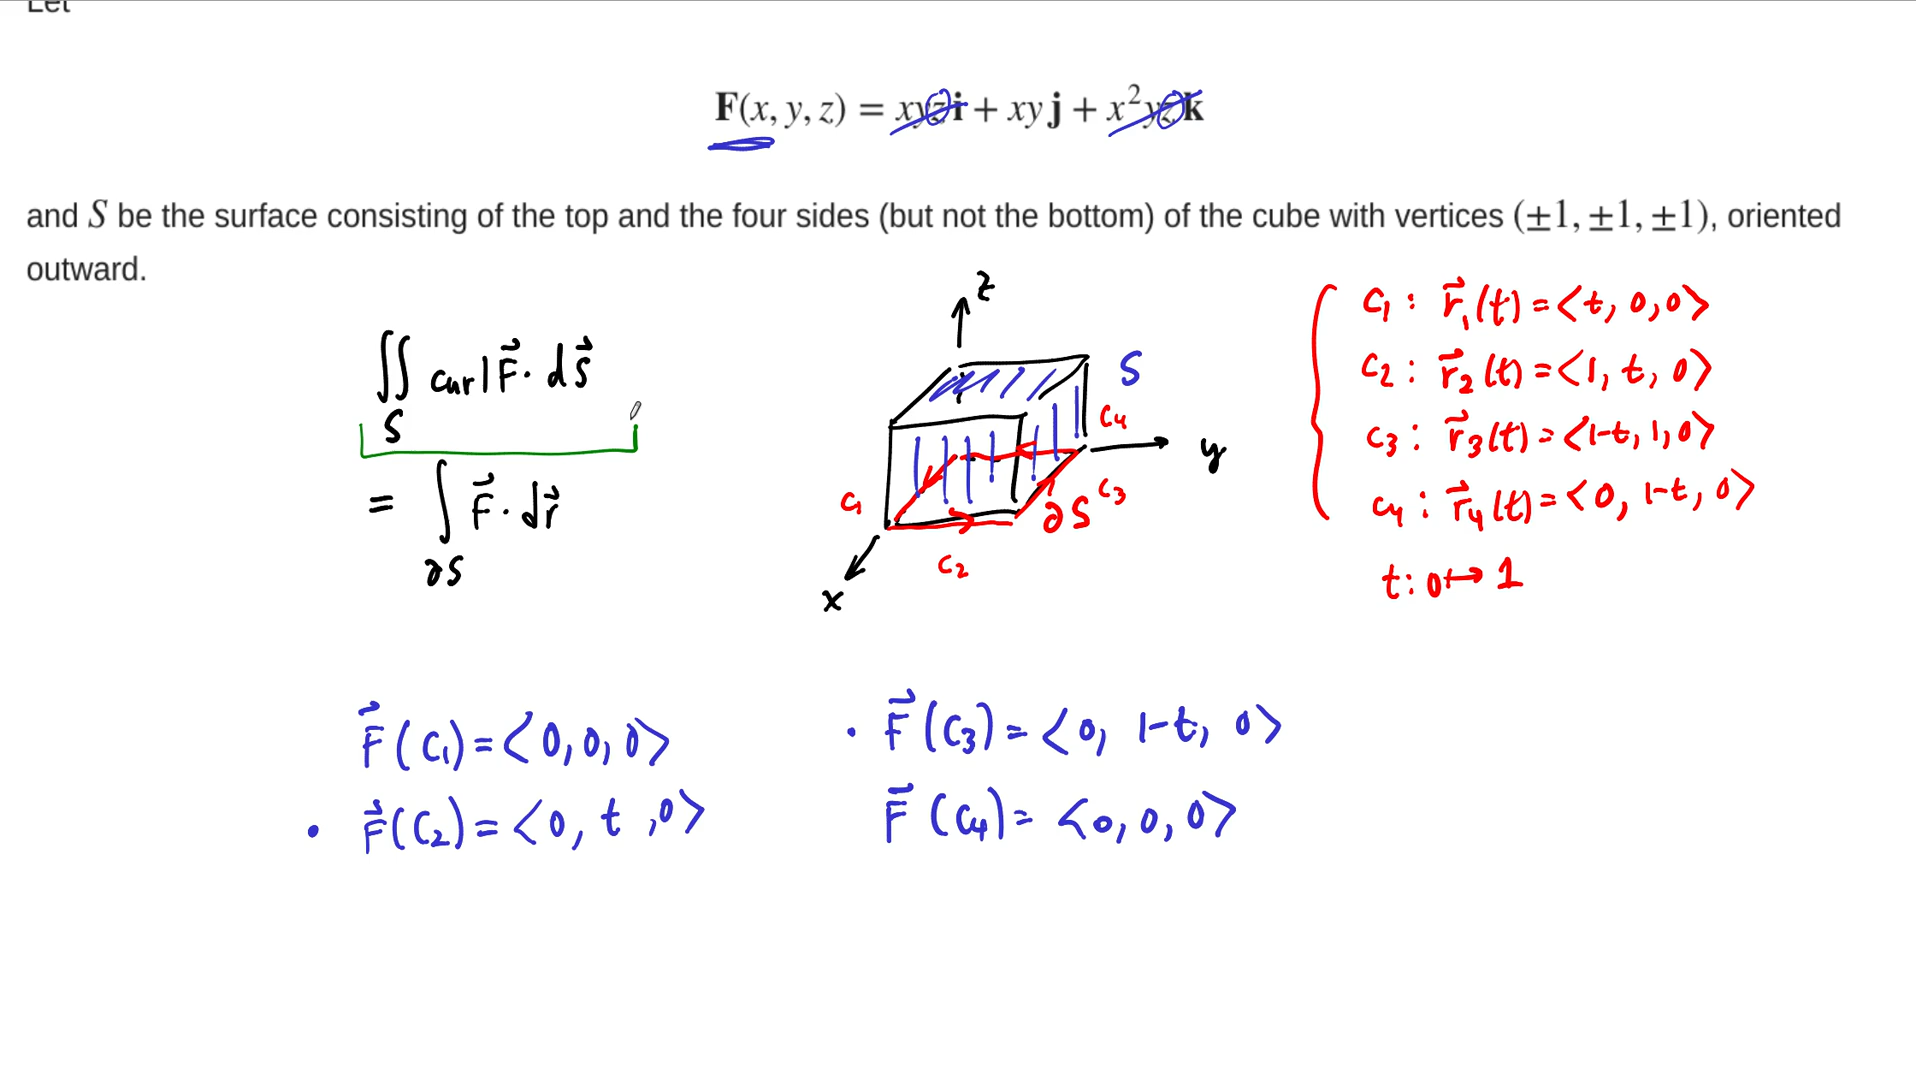 Let
F(x, y, z) = xyz i + xy j + x²yz k
and S be the surface consisting of the top and the four sides (but not the bottom) of the cube with vertices (±1, ±1, ±1), oriented
outward.
∬ curl F⃗ · dS⃗
S
= ∫ F⃗ · dr⃗
∂S
z
S
C4
y
C1
C3
∂S
C2
x
C1 : r⃗₁(t) = <t, 0, 0>
C2 : r⃗₂(t) = <1, t, 0>
C3 : r⃗₃(t) = <1-t, 1, 0>
C4 : r⃗₄(t) = <0, 1-t, 0>
t : 0 ↦ 1
F⃗(C1) = <0, 0, 0>
• F⃗(C2) = <0, t, 0>
• F⃗(C3) = <0, 1-t, 0>
F⃗(C4) = <0, 0, 0>